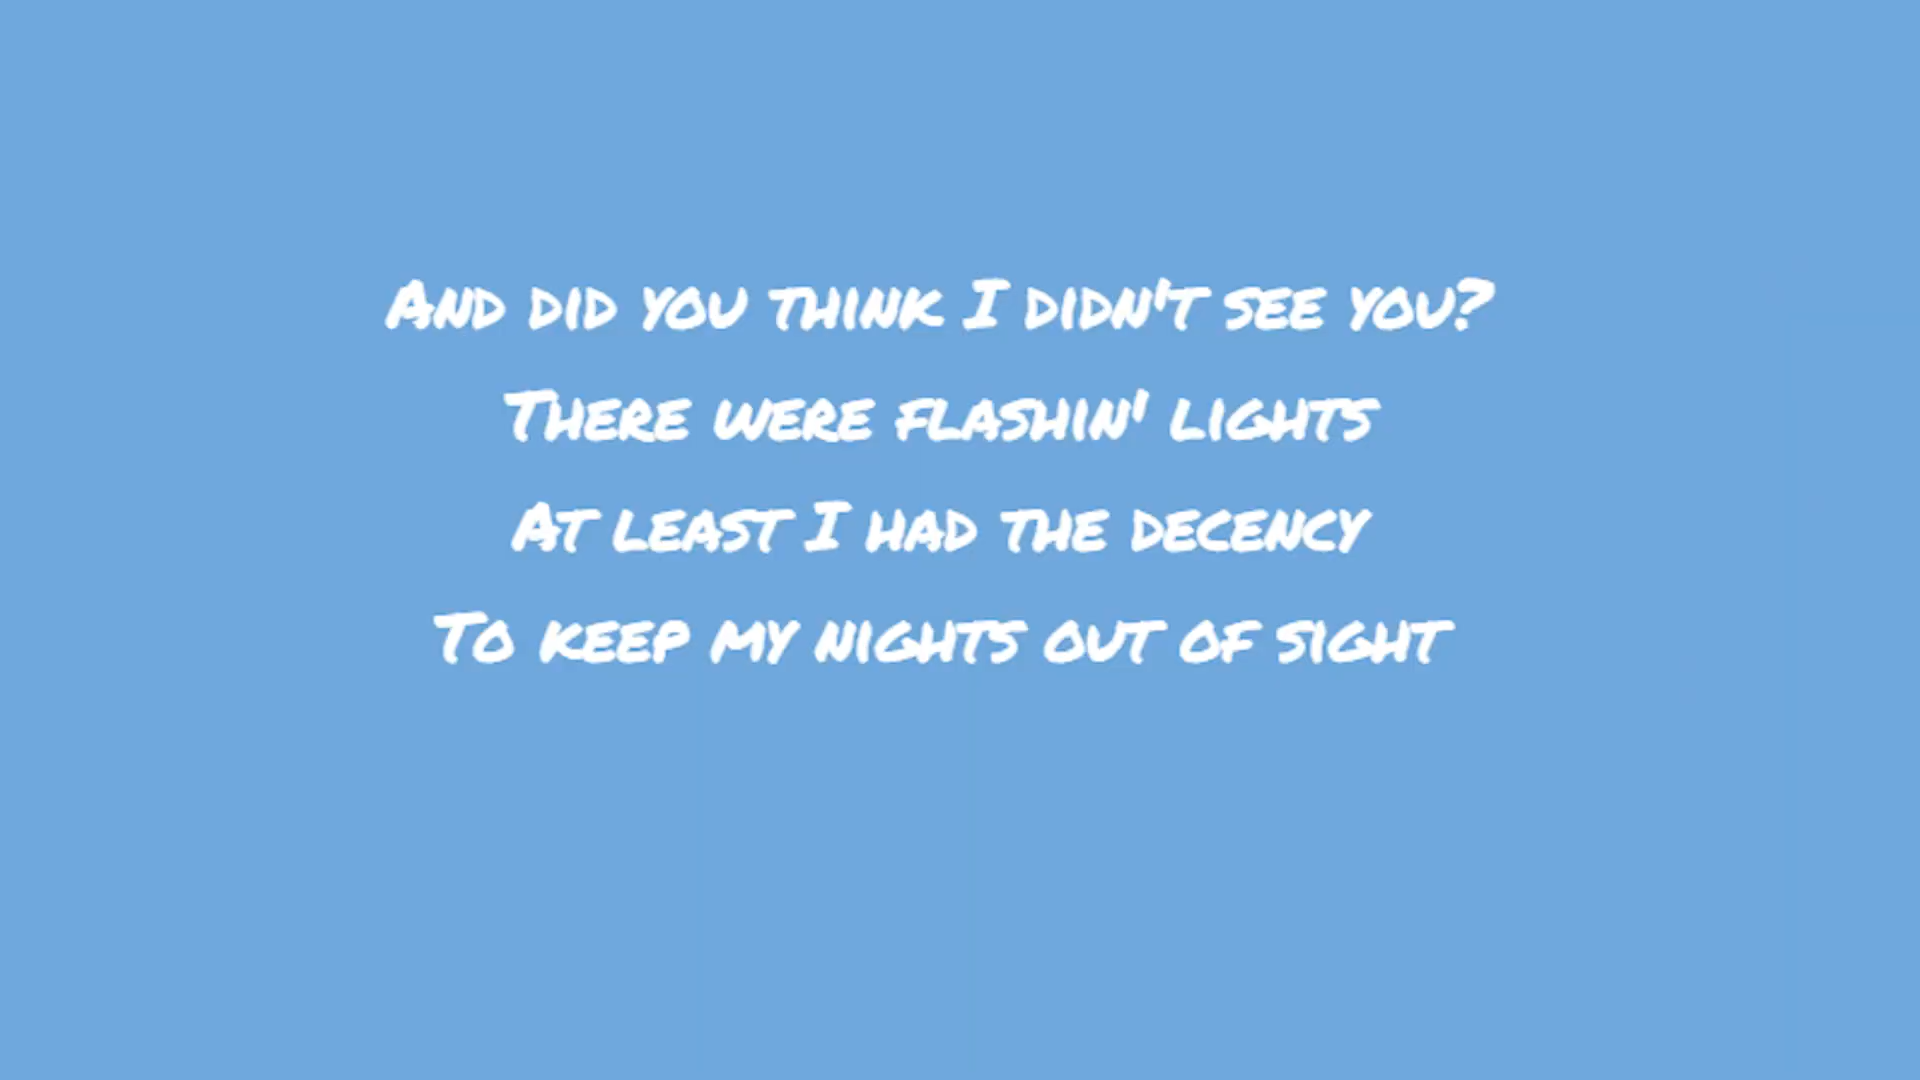 And did you think I didn't see you?
There were flashin' lights
At least I had the decency
To keep my nights out of sight